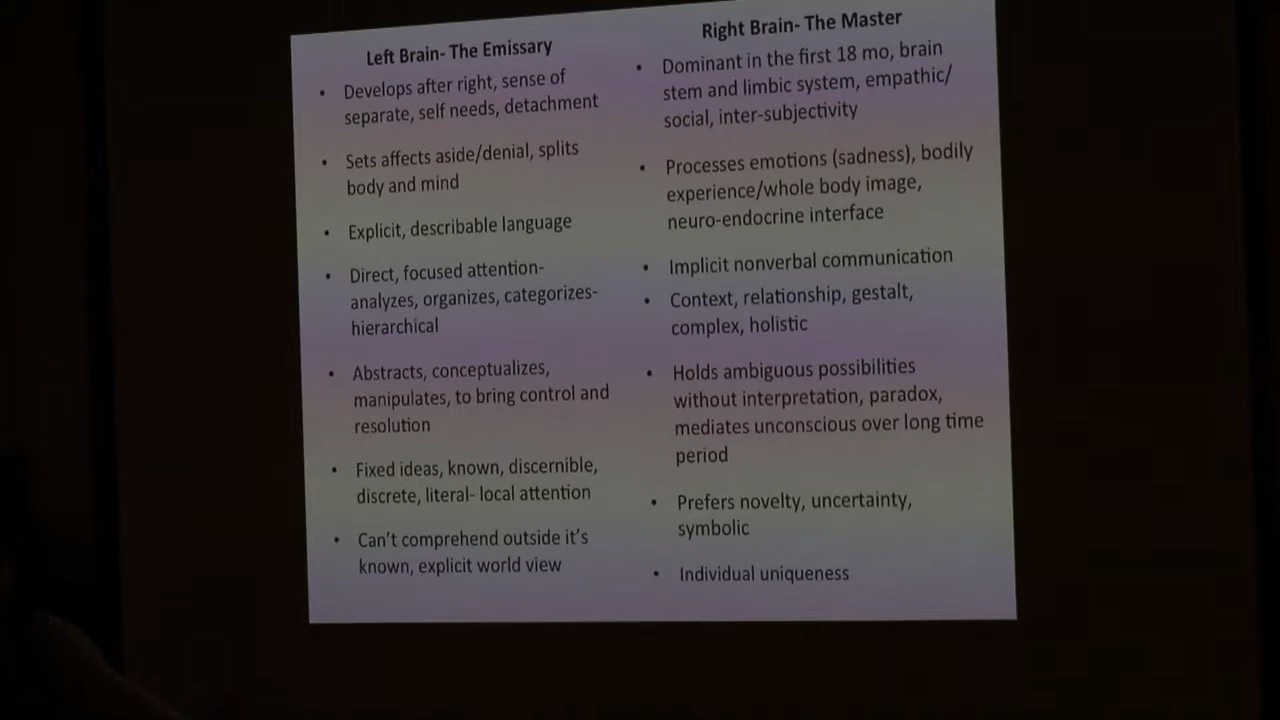 Left Brain- The Emissary
• Develops after right, sense of
separate, self needs, detachment
• Sets affects aside/denial, splits
body and mind
• Explicit, describable language
• Direct, focused attention-
analyzes, organizes, categorizes-
hierarchical
• Abstracts, conceptualizes,
manipulates, to bring control and
resolution
• Fixed ideas, known, discernible,
discrete, literal- local attention
• Can't comprehend outside it's
known, explicit world view
Right Brain- The Master
• Dominant in the first 18 mo, brain
stem and limbic system, empathic/
social, inter-subjectivity
• Processes emotions (sadness), bodily
experience/whole body image,
neuro-endocrine interface
• Implicit nonverbal communication
• Context, relationship, gestalt,
complex, holistic
• Holds ambiguous possibilities
without interpretation, paradox,
mediates unconscious over long time
period
• Prefers novelty, uncertainty,
symbolic
• Individual uniqueness